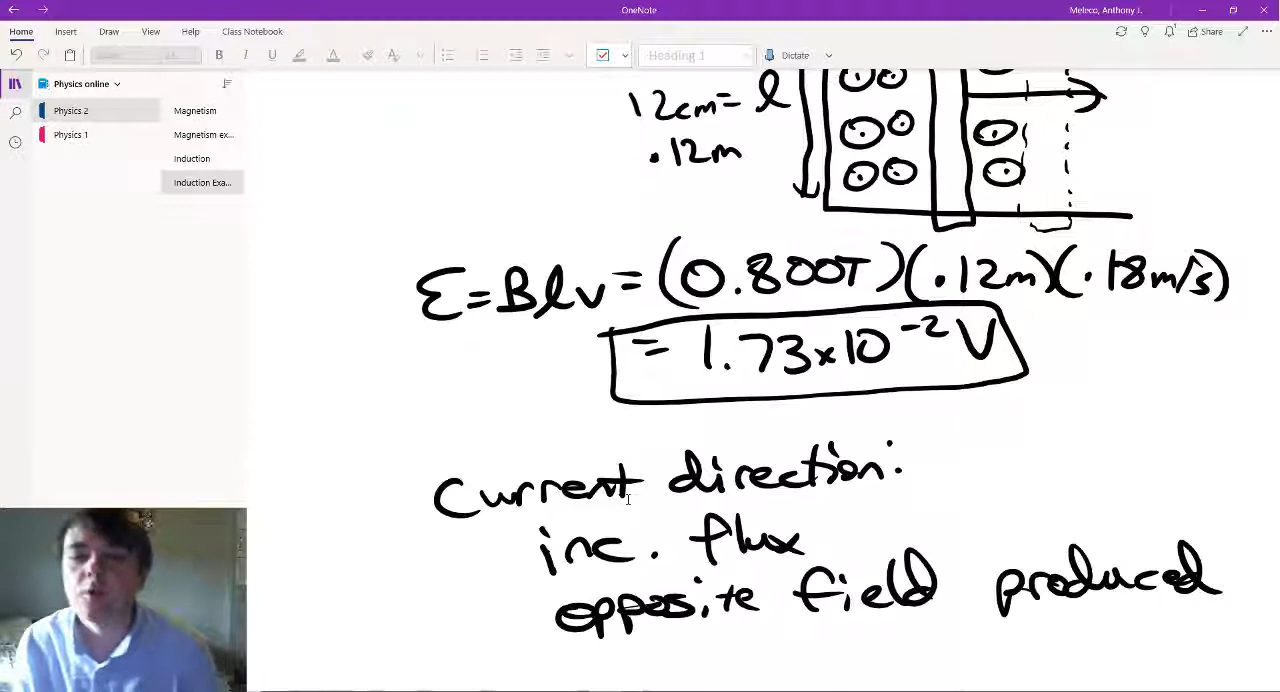 OneNote
Meleco, Anthony J.
Home Insert Draw View Help Class Notebook
Share
B I U A
Heading 1
Dictate
Physics online
Physics 2
Physics 1
Magnetism
Magnetism ex...
Induction
Induction Exa...
12cm= l
.12m
ε=Blv=(0.800T)(.12m)(.18m/s)
= 1.73x10^-2 V
Current direction:
inc. flux
opposite field produced